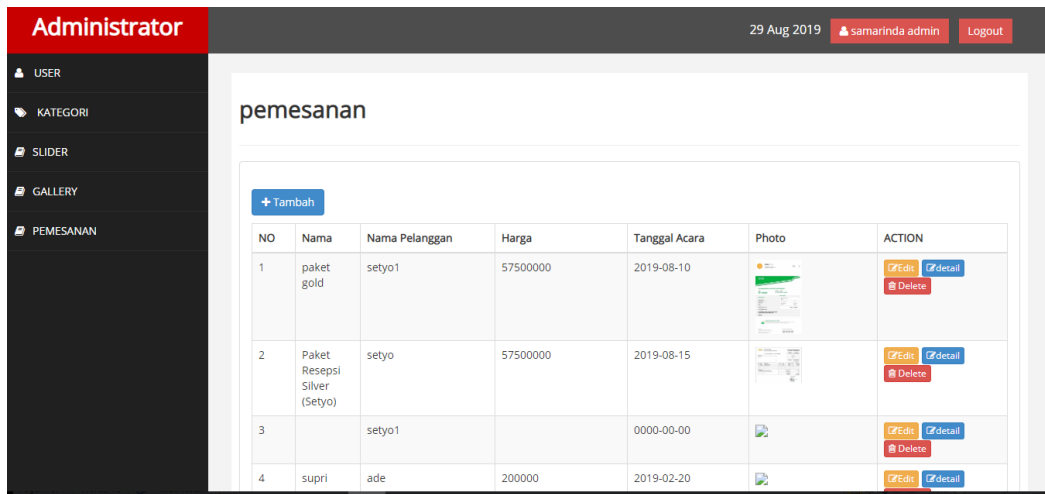 Administrator
29 Aug 2019 samarinda admin Logout
USER
KATEGORI
SLIDER
GALLERY
PEMESANAN
pemesanan
Tambah
NO Nama Nama Pelanggan Harga Tanggal Acara Photo ACTION
1 paket setyo1 57500000 2019-08-10 Edit detail
gold Delete
2 Paket setyo 57500000 2019-08-15 Edit detail
Resepsi Delete
Silver
(Setyo)
3 setyo1 0000-00-00 Edit detail
Delete
4 supri ade 200000 2019-02-20 Edit detail